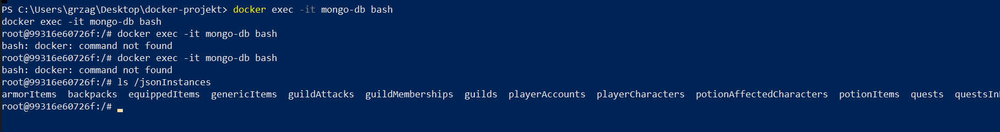 PS C:\Users\grzag\Desktop\docker-projekt> docker exec -it mongo-db bash
docker exec -it mongo-db bash
root@99316e60726f:/# docker exec -it mongo-db bash
bash: docker: command not found
root@99316e60726f:/# docker exec -it mongo-db bash
bash: docker: command not found
root@99316e60726f:/# ls /jsonInstances
armorItems  backpacks  equippedItems  genericItems  guildAttacks  guildMemberships  guilds  playerAccounts  playerCharacters  potionAffectedCharacters  potionItems  quests
root@99316e60726f:/#